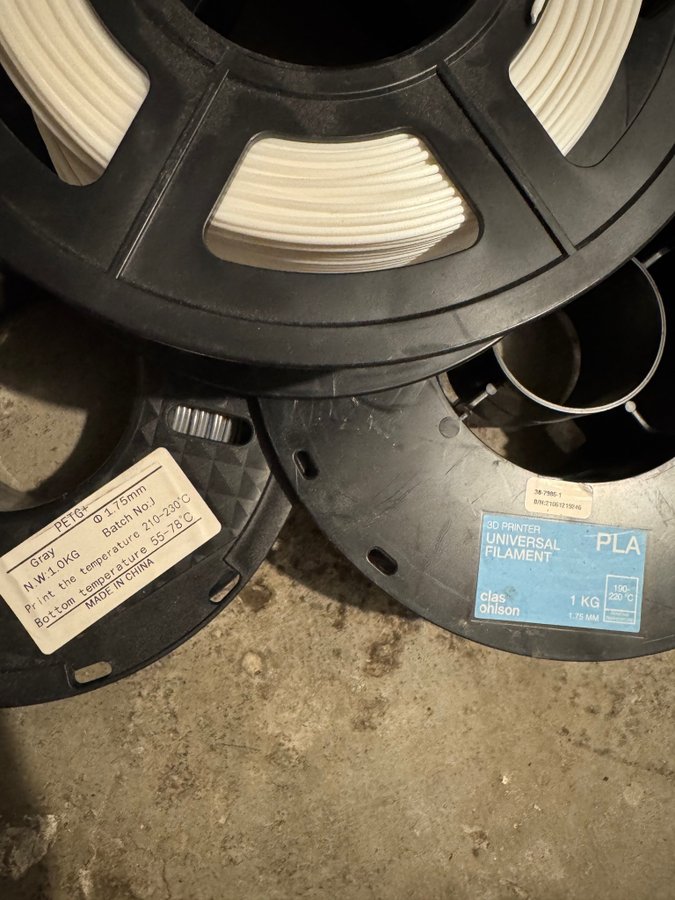 PETG+
Gray Φ1.75mm
N.W:1.0KG Batch No.J
Print the temperature 210-230℃
Bottom temperature 55-78℃
MADE IN CHINA
38-7986-1
3D PRINTER
UNIVERSAL
FILAMENT
PLA
clas
ohlson
1 KG
1.75 MM
190-
220 °C